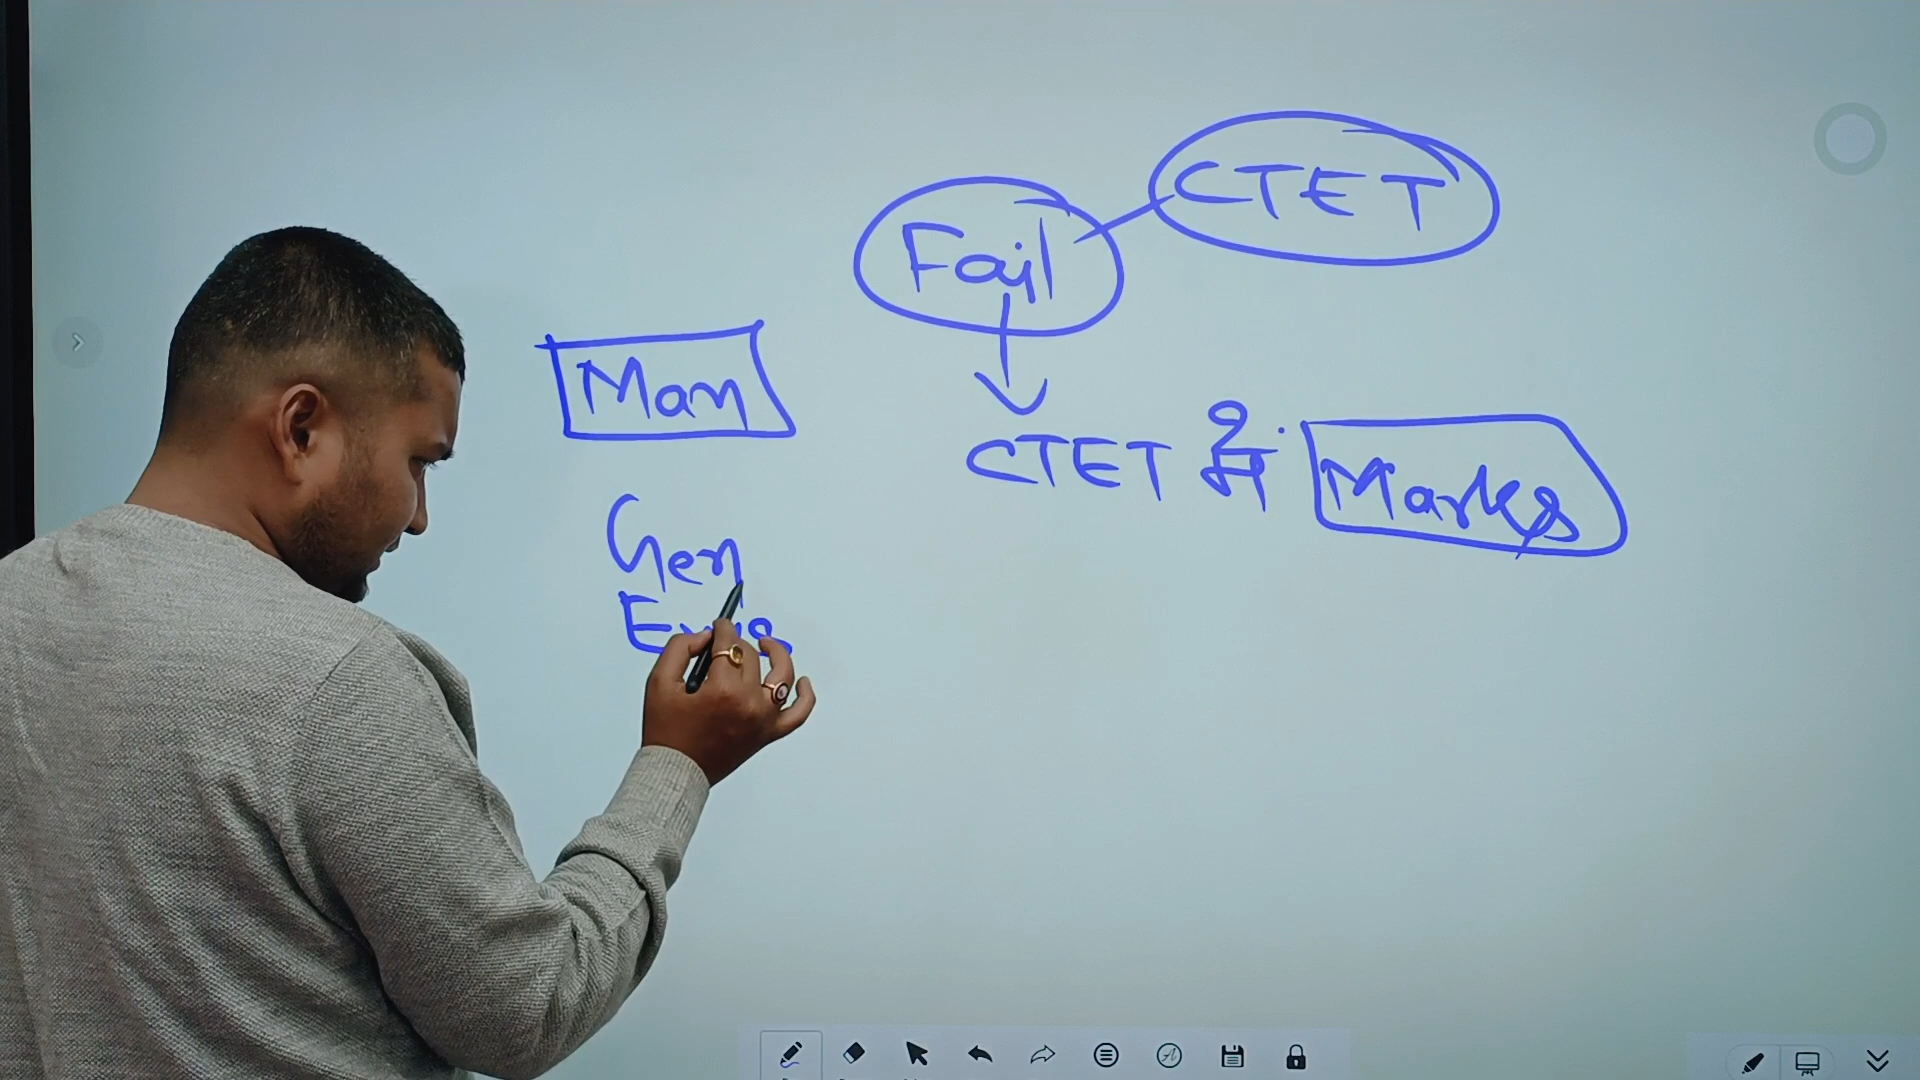 CTET
Fail
Man
CTET में Marks
Gen